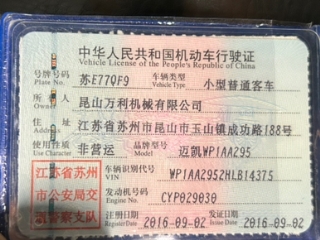 中华人民共和国机动车行驶证
Vehicle License of the People's Republic of China
号牌号码 苏E77QF9 车辆类型 小型普通客车
Plate No. Vehicle Type
所有人 昆山万利机械有限公司
Owner
住址 江苏省苏州市昆山市玉山镇成功路188号
Address
使用性质 非营运 品牌型号 迈凯WP1AA295
Use Character Model
江苏省苏州市公安局交通警察支队
车辆识别代号 WP1AA2952HLB14375
VIN
发动机号码 CYP029030
Engine No.
注册日期 2016-09-02 发证日期 2016-09-02
Register Date Issue Date